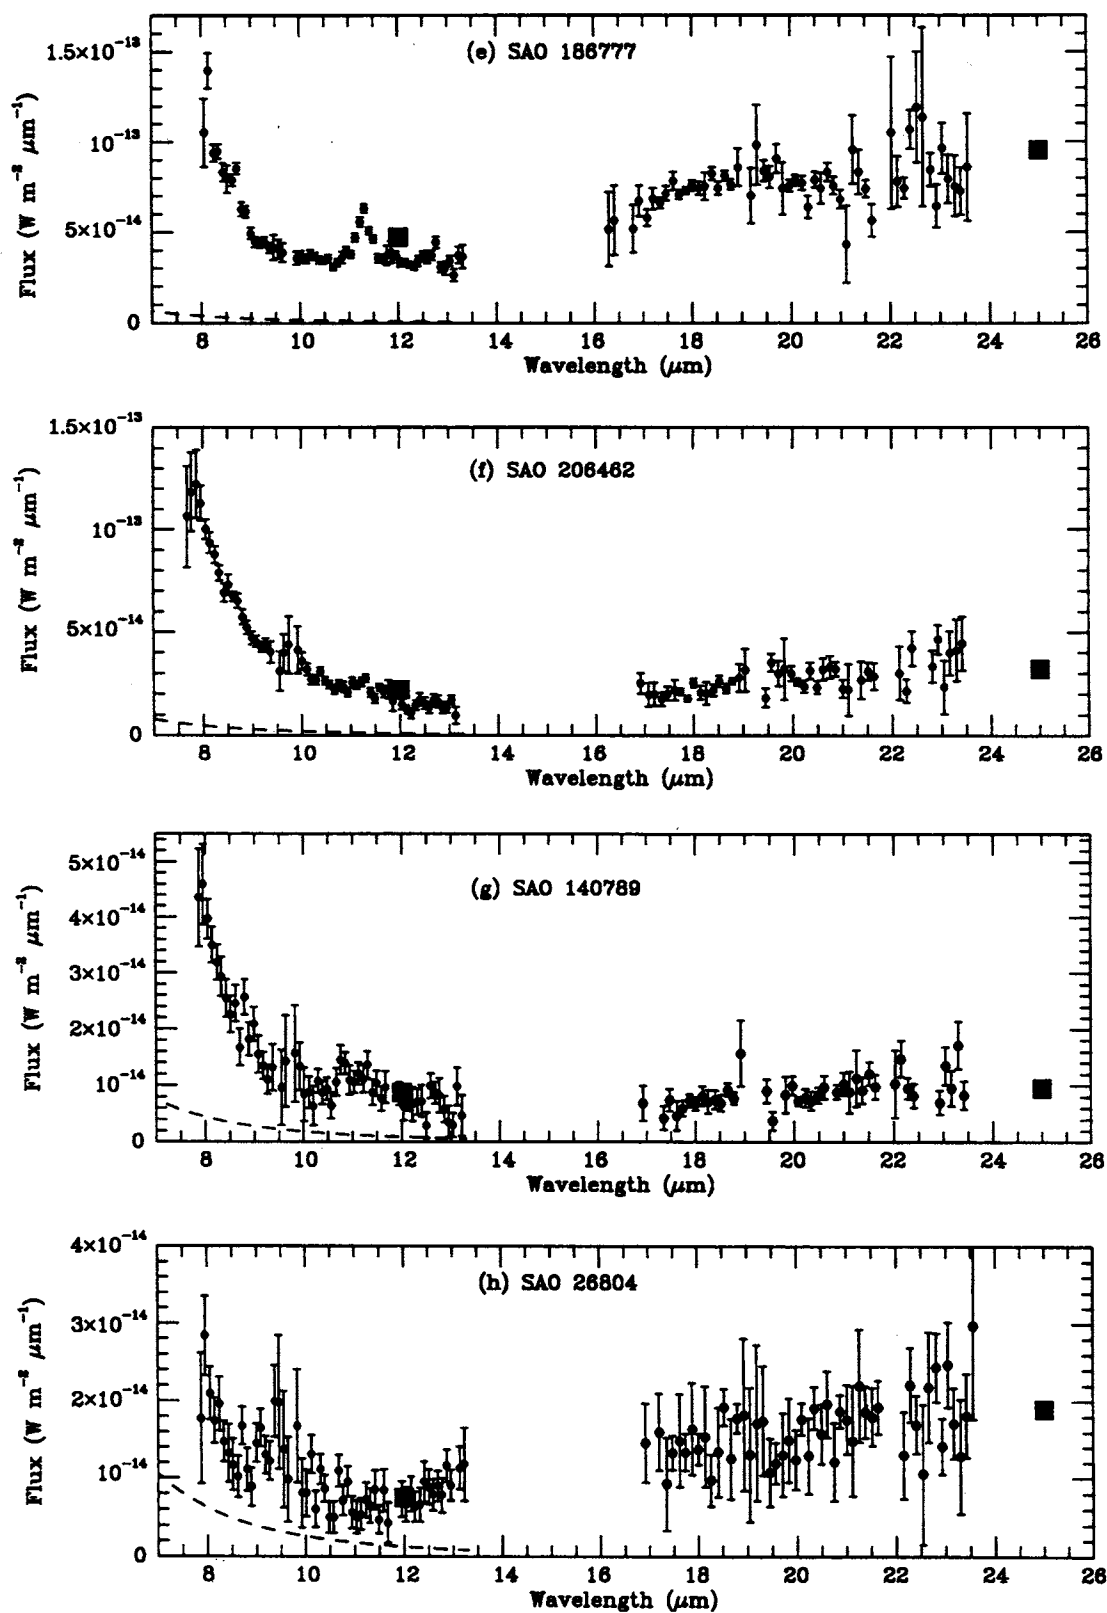 (e) SAO 186777
Flux (W m⁻² μm⁻¹)
1.5×10⁻¹³
10⁻¹³
5×10⁻¹⁴
0
8 10 12 14 16 18 20 22 24 26
Wavelength (μm)
(f) SAO 206462
Flux (W m⁻² μm⁻¹)
1.5×10⁻¹³
10⁻¹³
5×10⁻¹⁴
0
8 10 12 14 16 18 20 22 24 26
Wavelength (μm)
(g) SAO 140789
Flux (W m⁻² μm⁻¹)
5×10⁻¹⁴
4×10⁻¹⁴
3×10⁻¹⁴
2×10⁻¹⁴
10⁻¹⁴
0
8 10 12 14 16 18 20 22 24 26
Wavelength (μm)
(h) SAO 26804
Flux (W m⁻² μm⁻¹)
4×10⁻¹⁴
3×10⁻¹⁴
2×10⁻¹⁴
10⁻¹⁴
0
8 10 12 14 16 18 20 22 24 26
Wavelength (μm)